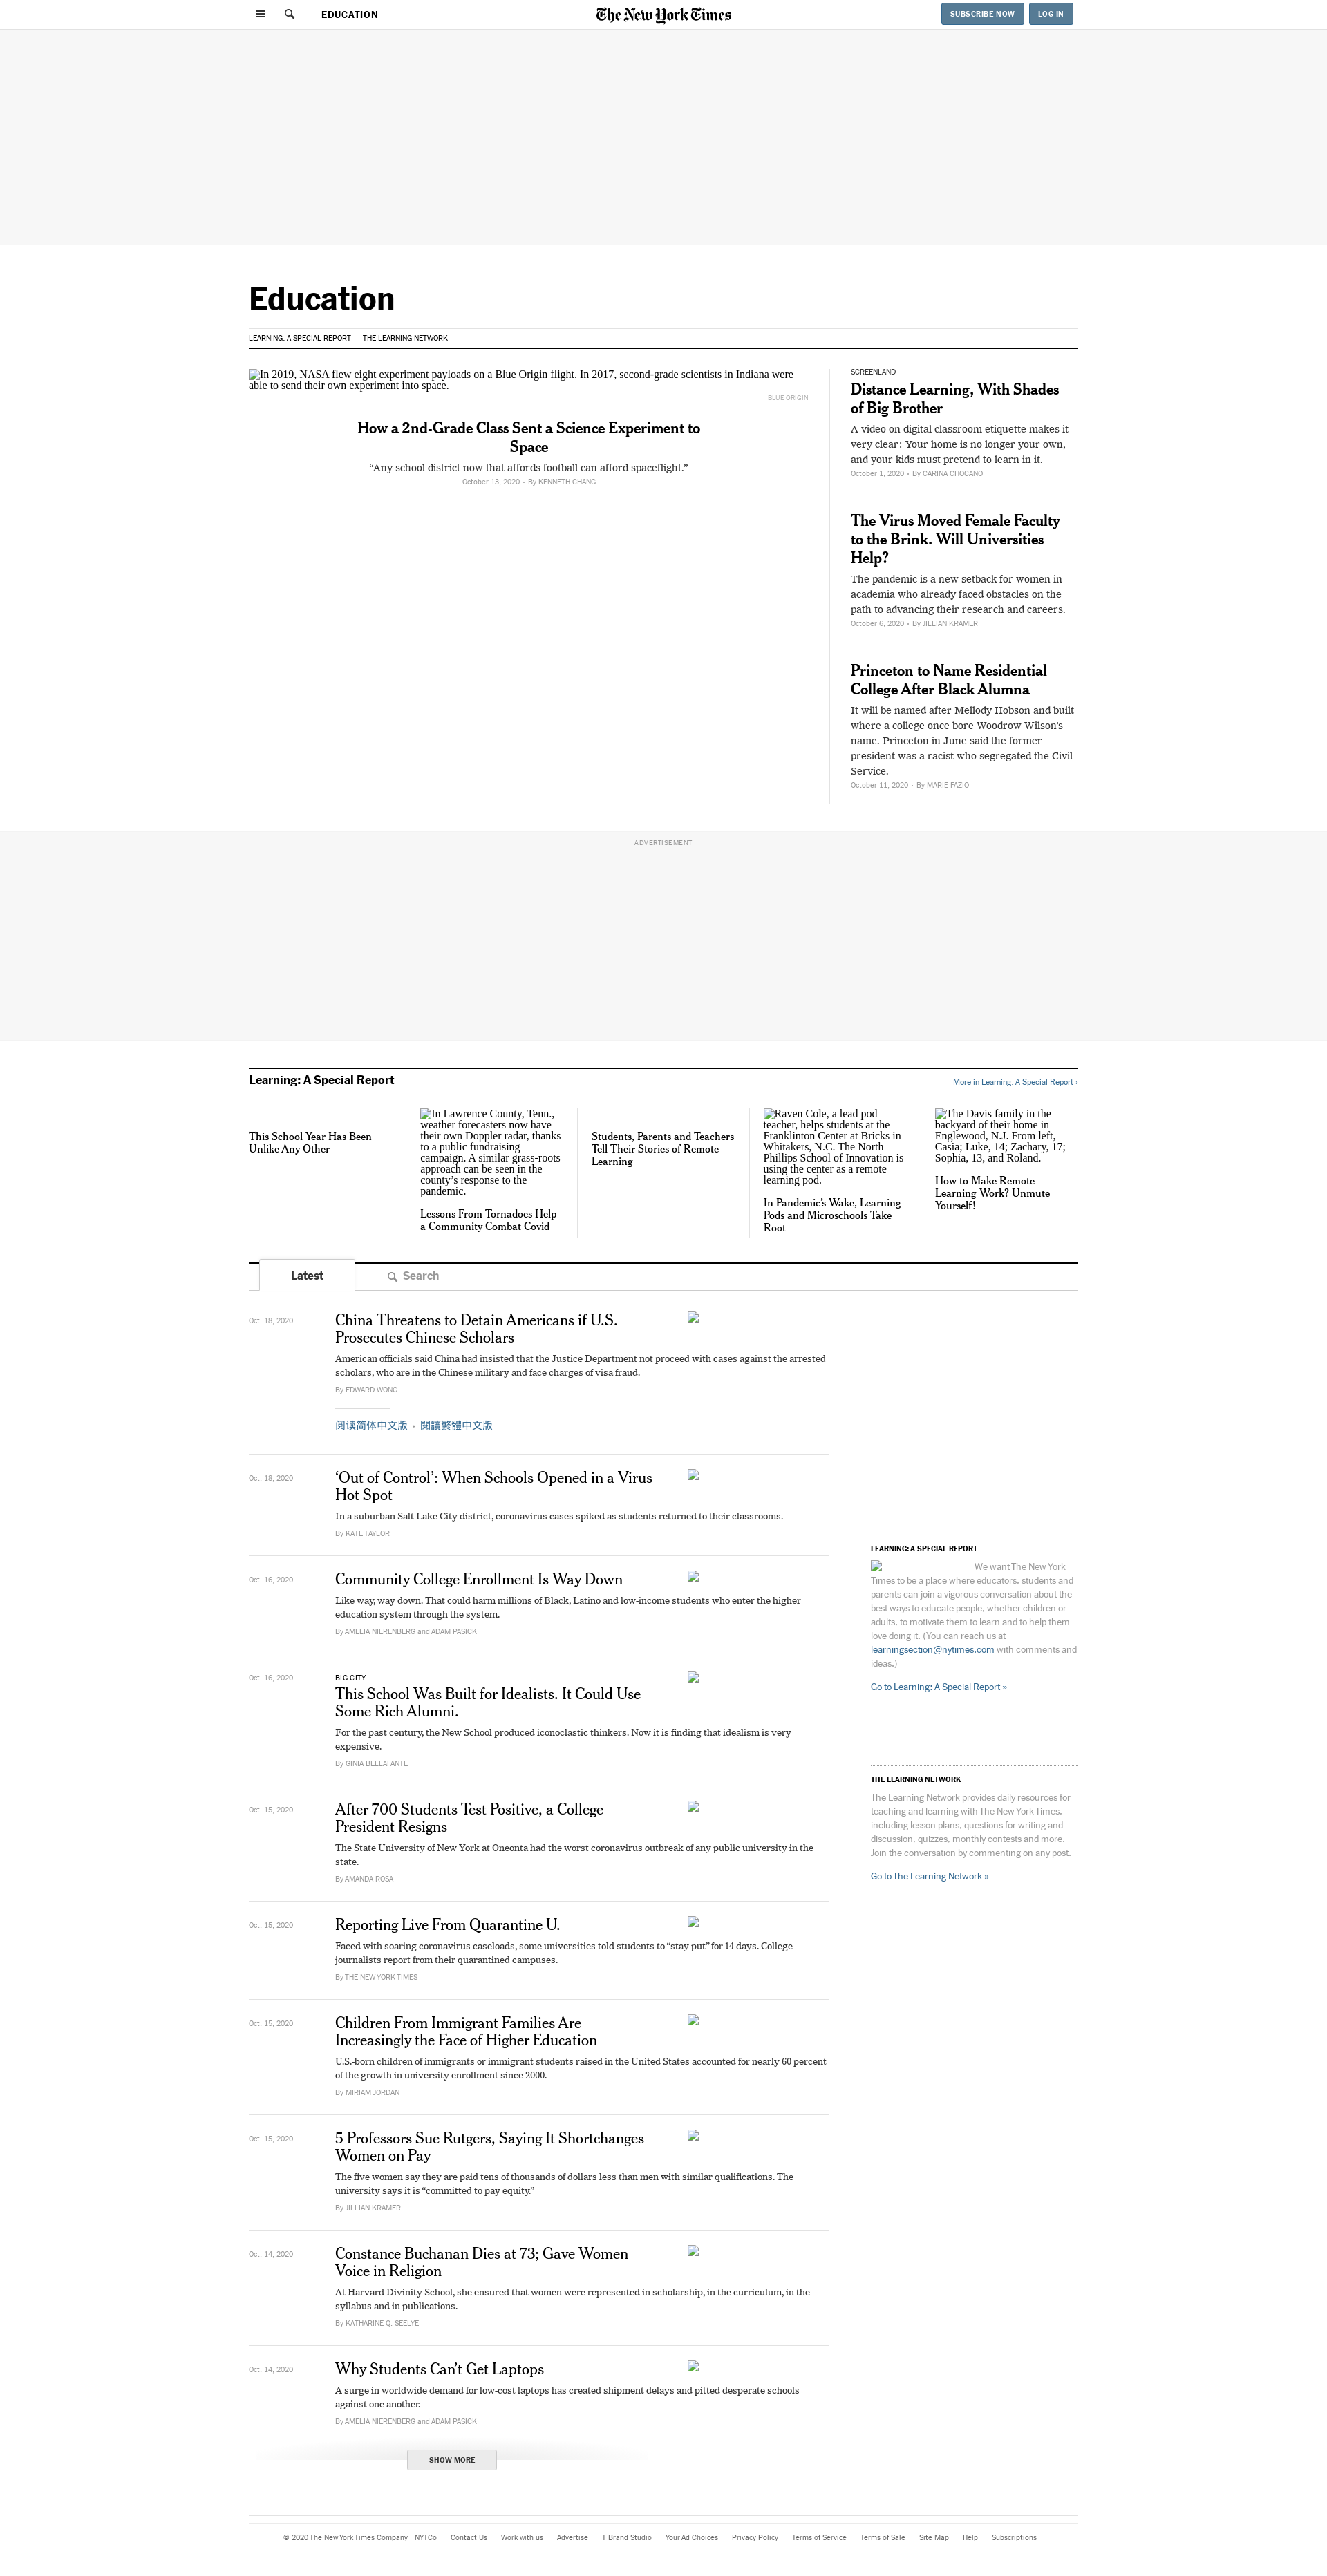 EDUCATION
The New York Times
SUBSCRIBE NOW
LOG IN
Education
LEARNING: A SPECIAL REPORT | THE LEARNING NETWORK
In 2019, NASA flew eight experiment payloads on a Blue Origin flight. In 2017, second-grade scientists in Indiana were
able to send their own experiment into space.
BLUE ORIGIN
How a 2nd-Grade Class Sent a Science Experiment to
Space
“Any school district now that affords football can afford spaceflight.”
October 13, 2020 • By KENNETH CHANG
SCREENLAND
Distance Learning, With Shades
of Big Brother
A video on digital classroom etiquette makes it
very clear: Your home is no longer your own,
and your kids must pretend to learn in it.
October 1, 2020 • By CARINA CHOCANO
The Virus Moved Female Faculty
to the Brink. Will Universities
Help?
The pandemic is a new setback for women in
academia who already faced obstacles on the
path to advancing their research and careers.
October 6, 2020 • By JILLIAN KRAMER
Princeton to Name Residential
College After Black Alumna
It will be named after Mellody Hobson and built
where a college once bore Woodrow Wilson’s
name. Princeton in June said the former
president was a racist who segregated the Civil
Service.
October 11, 2020 • By MARIE FAZIO
ADVERTISEMENT
Learning: A Special Report
More in Learning: A Special Report ›
This School Year Has Been
Unlike Any Other
In Lawrence County, Tenn.,
weather forecasters now have
their own Doppler radar, thanks
to a public fundraising
campaign. A similar grass-roots
approach can be seen in the
county’s response to the
pandemic.
Lessons From Tornadoes Help
a Community Combat Covid
Students, Parents and Teachers
Tell Their Stories of Remote
Learning
Raven Cole, a lead pod
teacher, helps students at the
Franklinton Center at Bricks in
Whitakers, N.C. The North
Phillips School of Innovation is
using the center as a remote
learning pod.
In Pandemic’s Wake, Learning
Pods and Microschools Take
Root
The Davis family in the
backyard of their home in
Englewood, N.J. From left,
Casia; Luke, 14; Zachary, 17;
Sophia, 13, and Roland.
How to Make Remote
Learning Work? Unmute
Yourself!
Latest
Search
Oct. 18, 2020
China Threatens to Detain Americans if U.S.
Prosecutes Chinese Scholars
American officials said China had insisted that the Justice Department not proceed with cases against the arrested
scholars, who are in the Chinese military and face charges of visa fraud.
By EDWARD WONG
阅读简体中文版 • 閱讀繁體中文版
Oct. 18, 2020
‘Out of Control’: When Schools Opened in a Virus
Hot Spot
In a suburban Salt Lake City district, coronavirus cases spiked as students returned to their classrooms.
By KATE TAYLOR
Oct. 16, 2020
Community College Enrollment Is Way Down
Like way, way down. That could harm millions of Black, Latino and low-income students who enter the higher
education system through the system.
By AMELIA NIERENBERG and ADAM PASICK
Oct. 16, 2020
BIG CITY
This School Was Built for Idealists. It Could Use
Some Rich Alumni.
For the past century, the New School produced iconoclastic thinkers. Now it is finding that idealism is very
expensive.
By GINIA BELLAFANTE
Oct. 15, 2020
After 700 Students Test Positive, a College
President Resigns
The State University of New York at Oneonta had the worst coronavirus outbreak of any public university in the
state.
By AMANDA ROSA
Oct. 15, 2020
Reporting Live From Quarantine U.
Faced with soaring coronavirus caseloads, some universities told students to “stay put” for 14 days. College
journalists report from their quarantined campuses.
By THE NEW YORK TIMES
Oct. 15, 2020
Children From Immigrant Families Are
Increasingly the Face of Higher Education
U.S.-born children of immigrants or immigrant students raised in the United States accounted for nearly 60 percent
of the growth in university enrollment since 2000.
By MIRIAM JORDAN
Oct. 15, 2020
5 Professors Sue Rutgers, Saying It Shortchanges
Women on Pay
The five women say they are paid tens of thousands of dollars less than men with similar qualifications. The
university says it is “committed to pay equity.”
By JILLIAN KRAMER
Oct. 14, 2020
Constance Buchanan Dies at 73; Gave Women
Voice in Religion
At Harvard Divinity School, she ensured that women were represented in scholarship, in the curriculum, in the
syllabus and in publications.
By KATHARINE Q. SEELYE
Oct. 14, 2020
Why Students Can’t Get Laptops
A surge in worldwide demand for low-cost laptops has created shipment delays and pitted desperate schools
against one another.
By AMELIA NIERENBERG and ADAM PASICK
SHOW MORE
LEARNING: A SPECIAL REPORT
We want The New York
Times to be a place where educators, students and
parents can join a vigorous conversation about the
best ways to educate people, whether children or
adults, to motivate them to learn and to help them
love doing it. (You can reach us at
learningsection@nytimes.com with comments and
ideas.)
Go to Learning: A Special Report »
THE LEARNING NETWORK
The Learning Network provides daily resources for
teaching and learning with The New York Times,
including lesson plans, questions for writing and
discussion, quizzes, monthly contests and more.
Join the conversation by commenting on any post.
Go to The Learning Network »
© 2020 The New York Times Company NYTCo Contact Us Work with us Advertise T Brand Studio Your Ad Choices Privacy Policy Terms of Service Terms of Sale Site Map Help Subscriptions